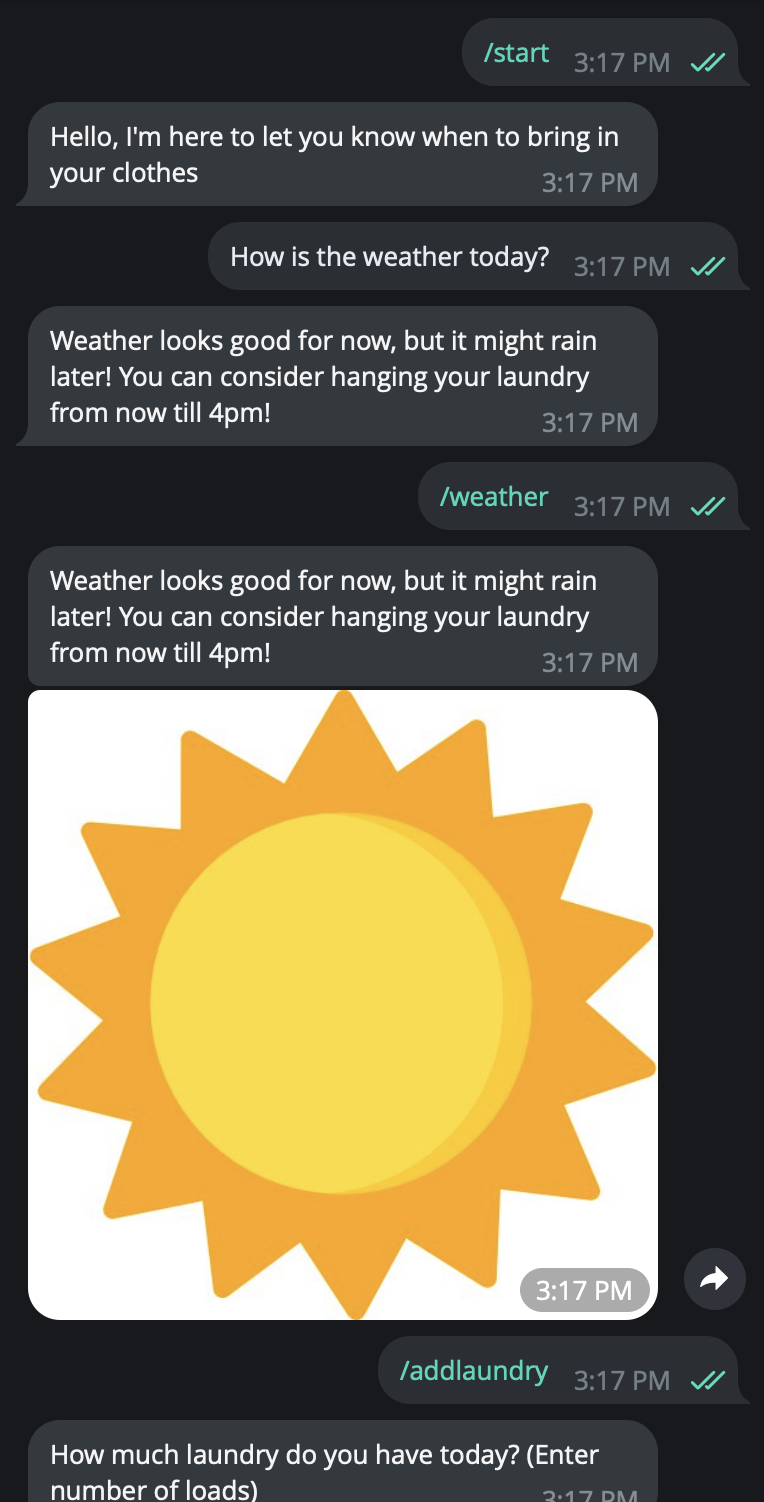 /start 3:17 PM
Hello, I'm here to let you know when to bring in
your clothes
3:17 PM
How is the weather today? 3:17 PM
Weather looks good for now, but it might rain
later! You can consider hanging your laundry
from now till 4pm!
3:17 PM
/weather 3:17 PM
Weather looks good for now, but it might rain
later! You can consider hanging your laundry
from now till 4pm!
3:17 PM
3:17 PM
/addlaundry 3:17 PM
How much laundry do you have today? (Enter
number of loads)
3:17 PM